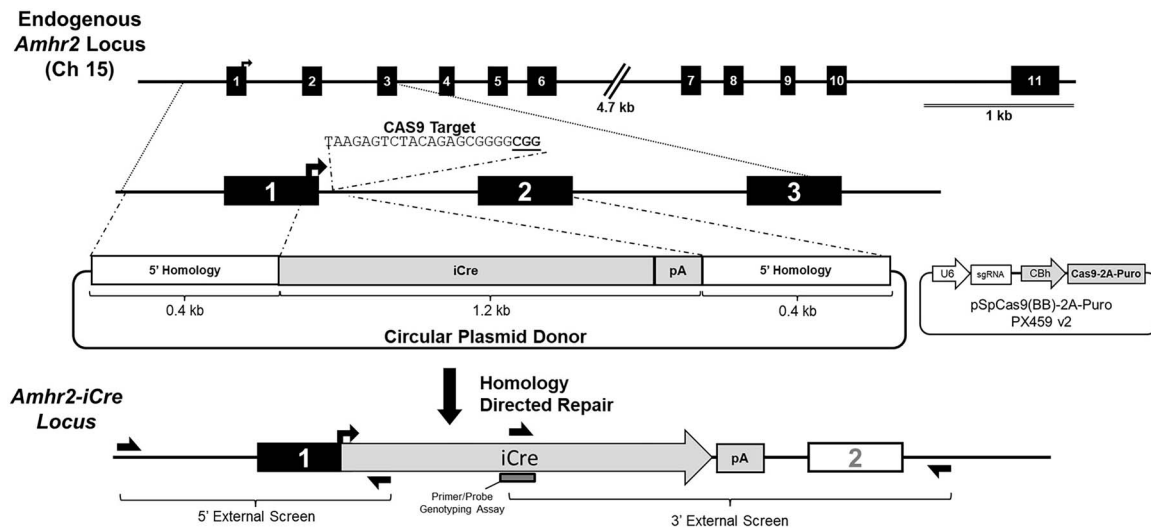 Endogenous
Amhr2 Locus
(Ch 15)
1 2 3 4 5 6 7 8 9 10 11
4.7 kb
1 kb
CAS9 Target
TAAGAGTCTACAGAGCGGGGCGG
1 2 3
5' Homology iCre pA 5' Homology
0.4 kb 1.2 kb 0.4 kb
Circular Plasmid Donor
U6 sgRNA CBh Cas9-2A-Puro
pSpCas9(BB)-2A-Puro
PX459 v2
Amhr2-iCre
Locus
Homology
Directed Repair
1 iCre pA 2
Primer/Probe
Genotyping Assay
5' External Screen 3' External Screen